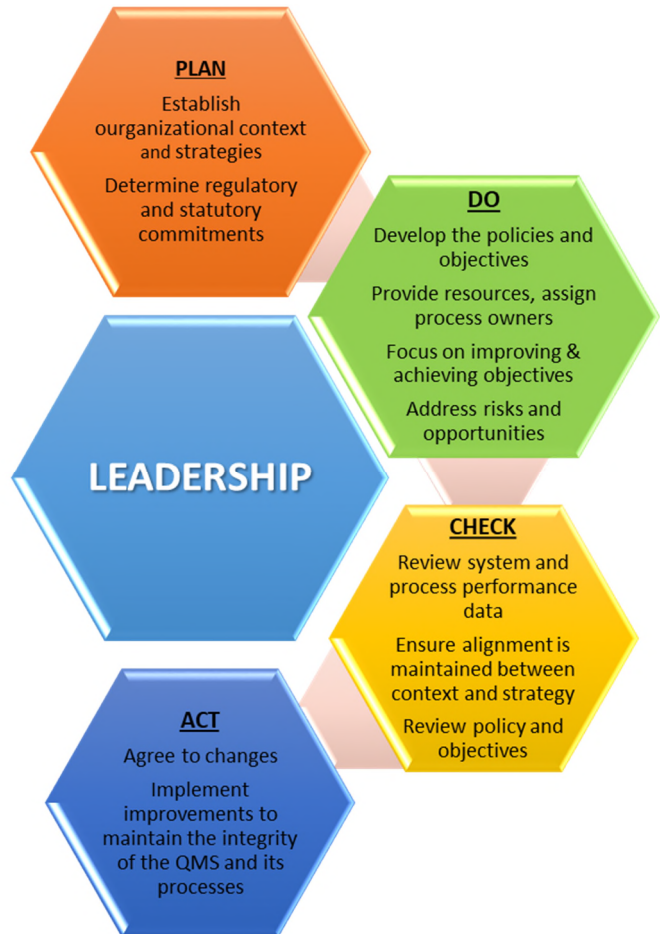 PLAN
Establish
ourganizational context
and strategies
Determine regulatory
and statutory
commitments
DO
Develop the policies and
objectives
Provide resources, assign
process owners
Focus on improving &
achieving objectives
Address risks and
opportunities
LEADERSHIP
CHECK
Review system and
process performance
data
Ensure alignment is
maintained between
context and strategy
Review policy and
objectives
ACT
Agree to changes
Implement
improvements to
maintain the integrity
of the QMS and its
processes